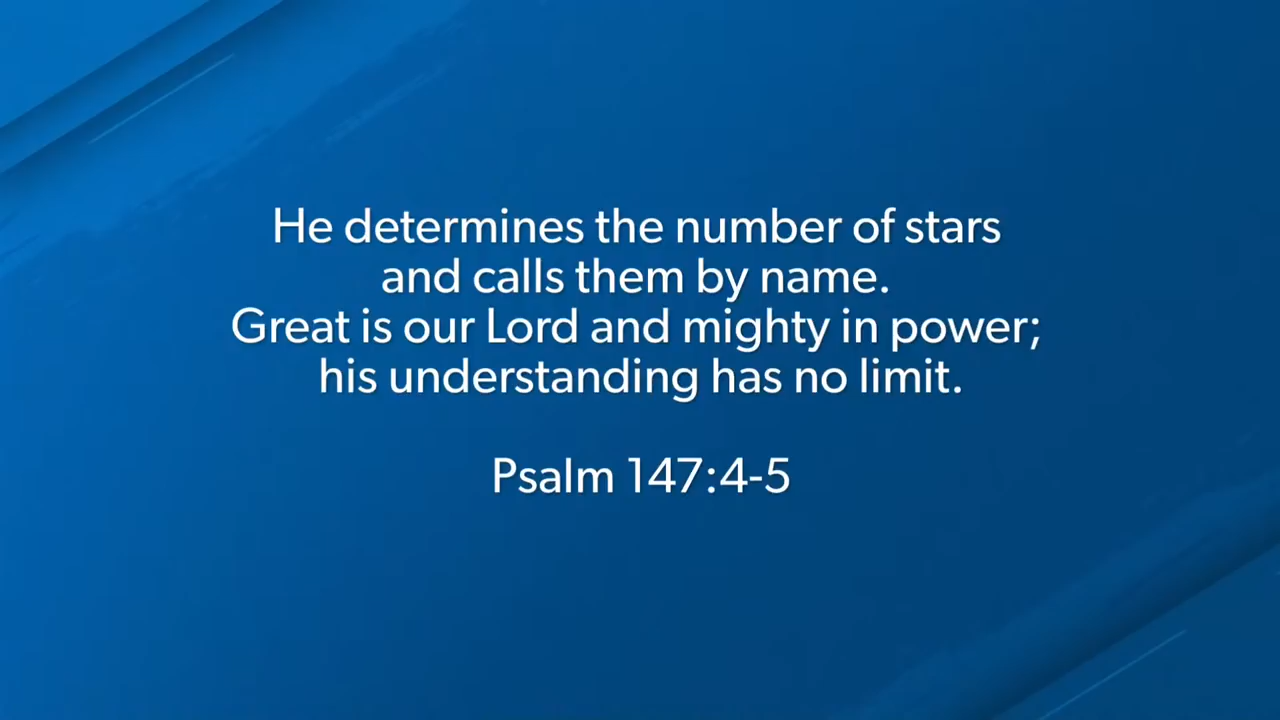 He determines the number of stars
and calls them by name.
Great is our Lord and mighty in power;
his understanding has no limit.
Psalm 147:4-5